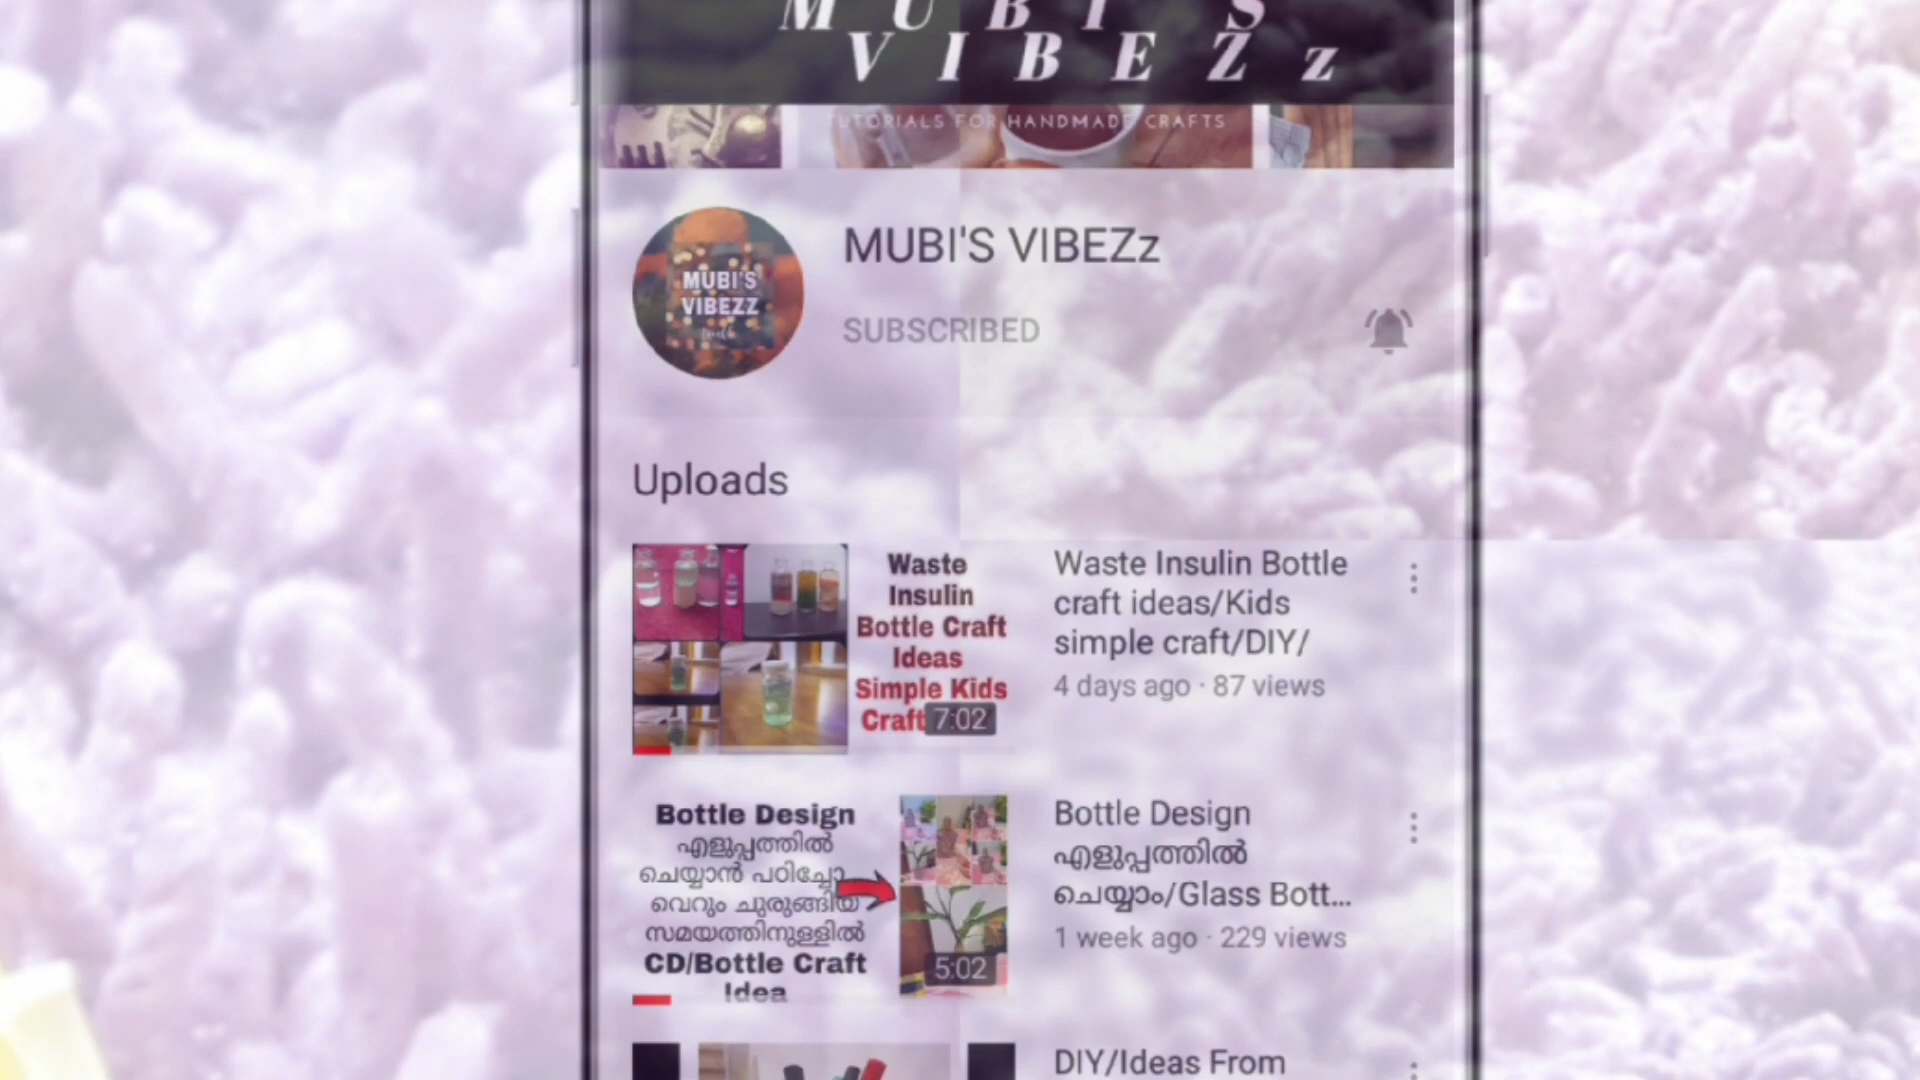 MUBI'S
VIBEZz
TUTORIALS FOR HANDMADE CRAFTS
MUBI'S VIBEZz
MUBI'S
VIBEZZ
SUBSCRIBED
Uploads
Waste
Insulin
Bottle Craft
Ideas
Simple Kids
Craft
7:02
Waste Insulin Bottle
craft ideas/Kids
simple craft/DIY/
4 days ago · 87 views
Bottle Design
എളുപ്പത്തിൽ
ചെയ്യാൻ പഠിച്ചോ
വെറും ചുരുങ്ങിയ
സമയത്തിനുള്ളിൽ
CD/Bottle Craft
Idea
5:02
Bottle Design
എളുപ്പത്തിൽ
ചെയ്യാം/Glass Bott...
1 week ago · 229 views
DIY/Ideas From